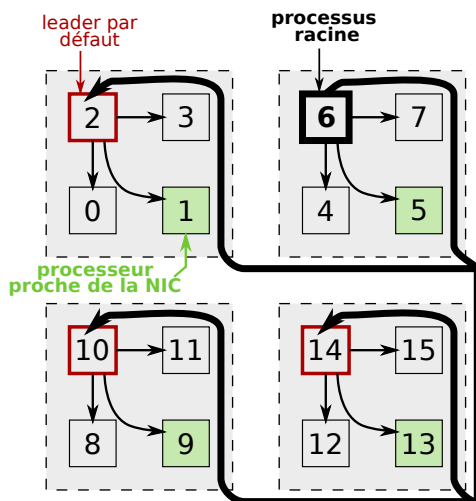 leader par
défaut
processus
racine
2
3
6
7
0
1
4
5
processeur
proche de la NIC
10
11
14
15
8
9
12
13